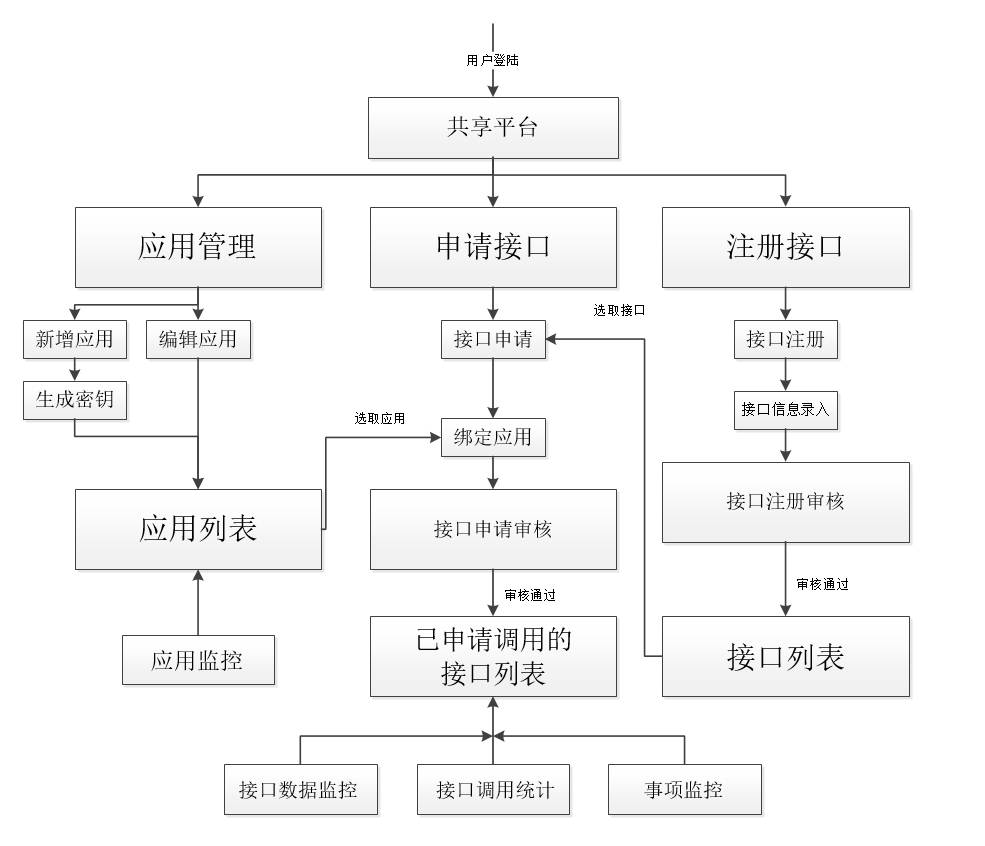 用户登陆
共享平台
应用管理
申请接口
注册接口
选取接口
新增应用
编辑应用
接口申请
接口注册
生成密钥
接口信息录入
选取应用
绑定应用
应用列表
接口申请审核
接口注册审核
审核通过
审核通过
应用监控
已申请调用的
接口列表
接口列表
接口数据监控
接口调用统计
事项监控